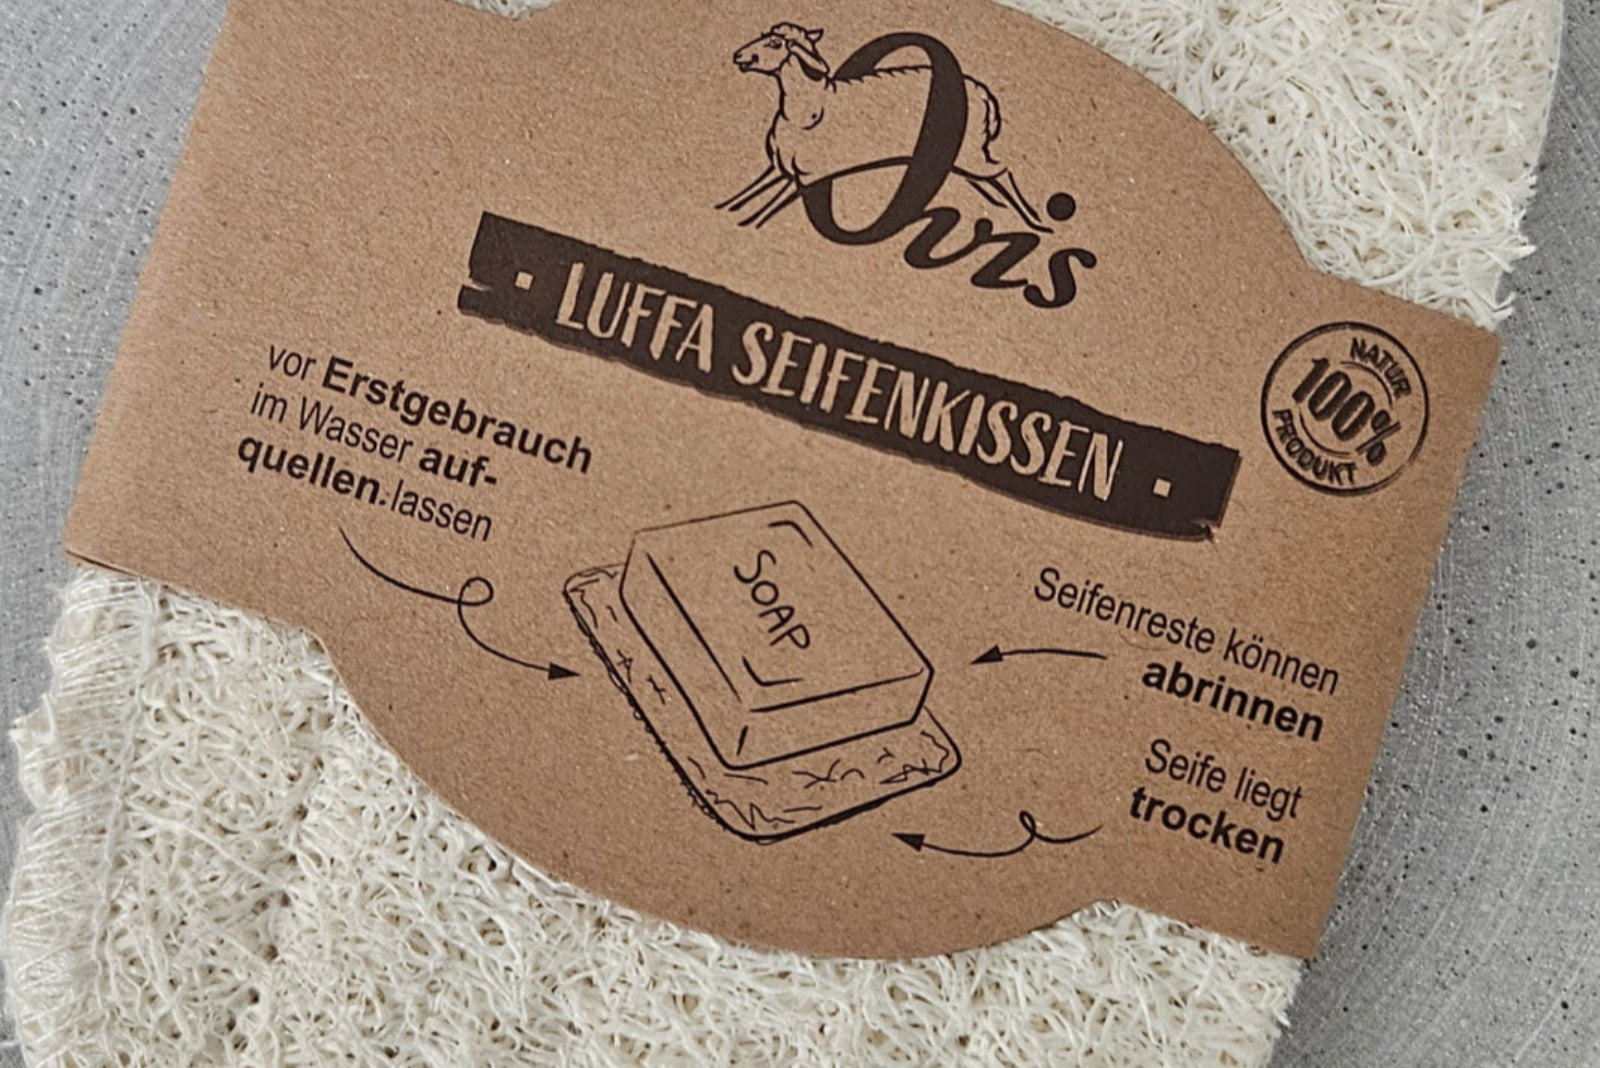 Ovis
· LUFFA SEIFENKISSEN ·
NATUR
100%
PRODUKT
vor Erstgebrauch
im Wasser auf-
quellen lassen
SOAP
Seifenreste können
abrinnen
Seife liegt
trocken